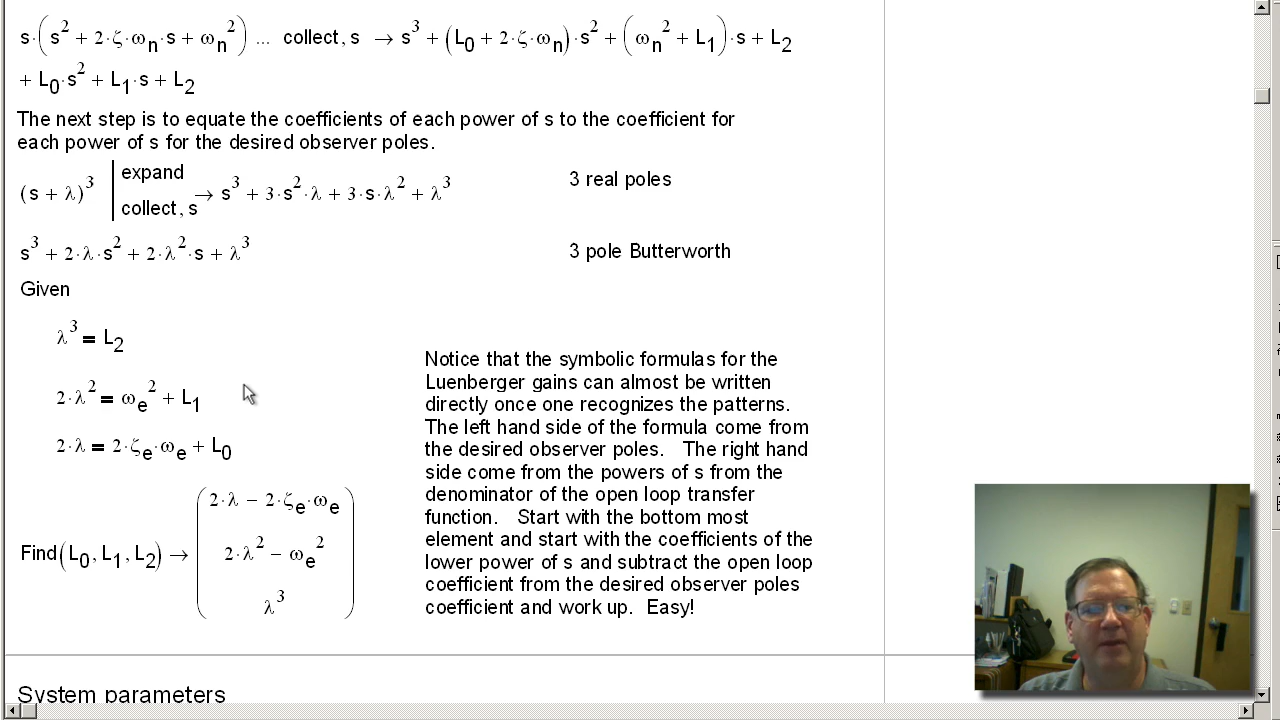 s·(s² + 2·ζ·ωn·s + ωn²) ... collect, s → s³ + (L0 + 2·ζ·ωn)·s² + (ωn² + L1)·s + L2
+ L0·s² + L1·s + L2
The next step is to equate the coefficients of each power of s to the coefficient for
each power of s for the desired observer poles.
(s + λ)³ | expand
collect, s → s³ + 3·s²·λ + 3·s·λ² + λ³
3 real poles
s³ + 2·λ·s² + 2·λ²·s + λ³
3 pole Butterworth
Given
λ³ = L2
2·λ² = ωe² + L1
2·λ = 2·ζe·ωe + L0
Find(L0, L1, L2) → (2·λ − 2·ζe·ωe
2·λ² − ωe²
λ³)
Notice that the symbolic formulas for the
Luenberger gains can almost be written
directly once one recognizes the patterns.
The left hand side of the formula come from
the desired observer poles. The right hand
side come from the powers of s from the
denominator of the open loop transfer
function. Start with the bottom most
element and start with the coefficients of the
lower power of s and subtract the open loop
coefficient from the desired observer poles
coefficient and work up. Easy!
System parameters